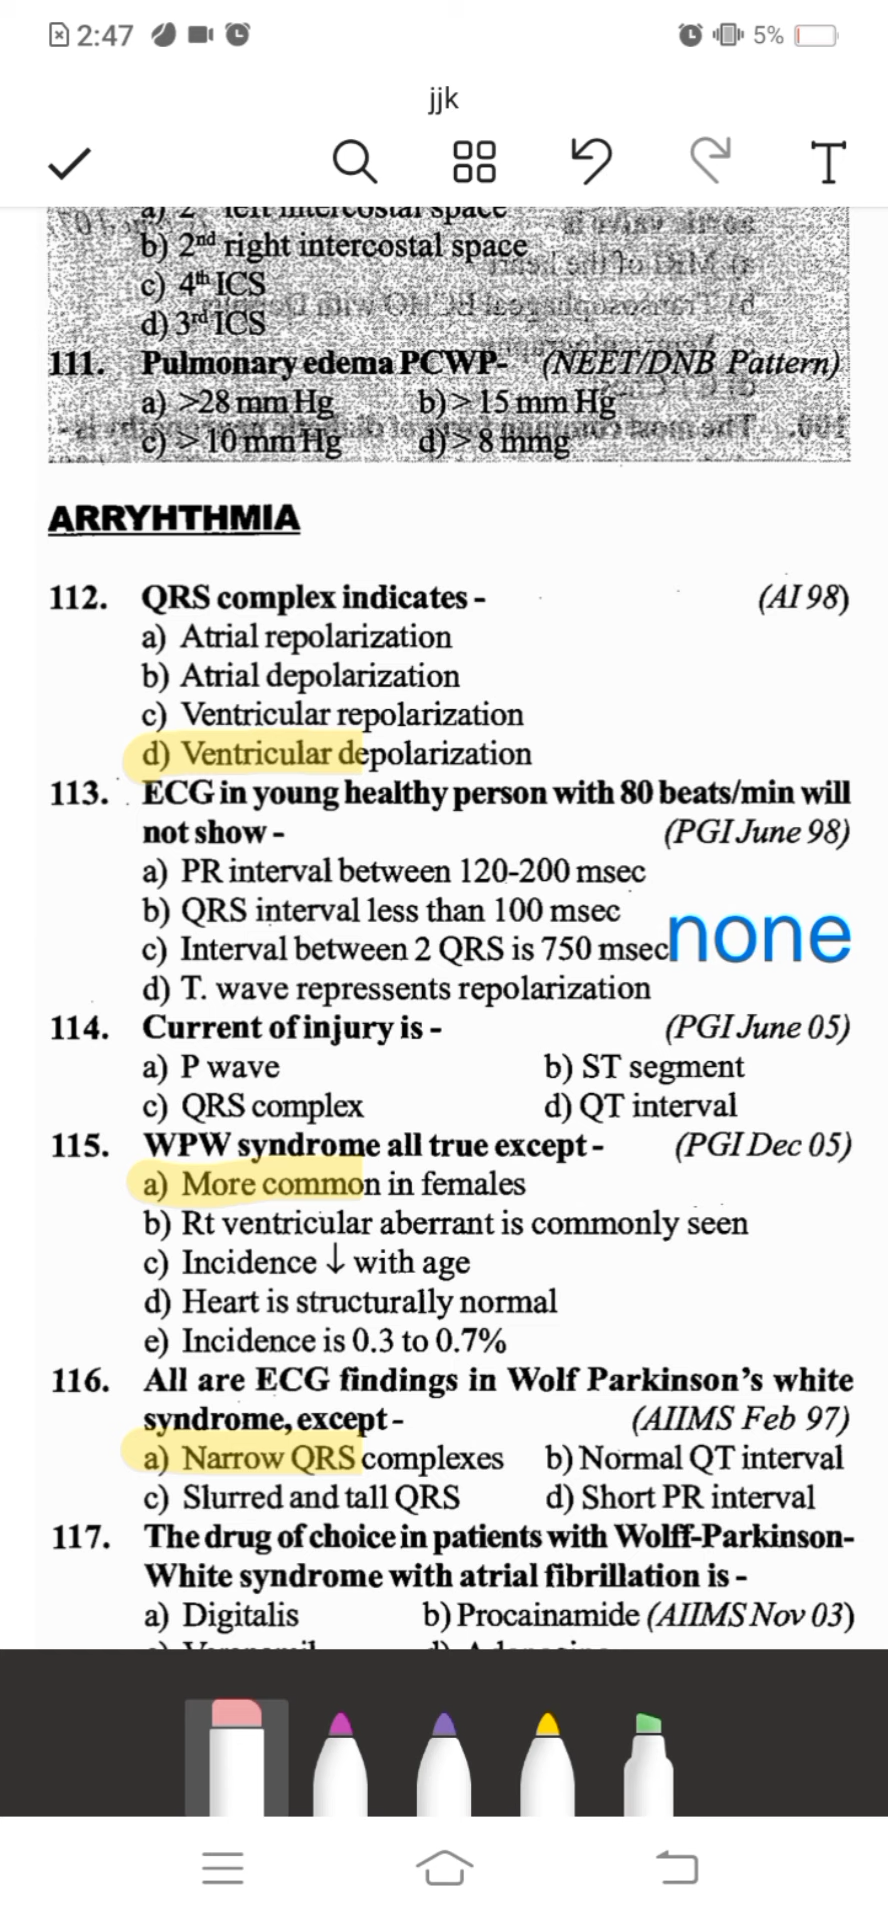 2:47
5%
jjk
T
a) 2 left intercostal space
b) 2nd right intercostal space
c) 4th ICS
d) 3rd ICS
111. Pulmonary edema PCWP- (NEET/DNB Pattern)
a) >28 mm Hg b) > 15 mm Hg
c) > 10 mm Hg d) > 8 mmg
ARRYHTHMIA
112. QRS complex indicates - (AI 98)
a) Atrial repolarization
b) Atrial depolarization
c) Ventricular repolarization
d) Ventricular depolarization
113. ECG in young healthy person with 80 beats/min will
not show - (PGI June 98)
a) PR interval between 120-200 msec
b) QRS interval less than 100 msec
none
c) Interval between 2 QRS is 750 msec
d) T. wave repressents repolarization
114. Current of injury is - (PGI June 05)
a) P wave b) ST segment
c) QRS complex d) QT interval
115. WPW syndrome all true except - (PGI Dec 05)
a) More common in females
b) Rt ventricular aberrant is commonly seen
c) Incidence ↓ with age
d) Heart is structurally normal
e) Incidence is 0.3 to 0.7%
116. All are ECG findings in Wolf Parkinson's white
syndrome, except - (AIIMS Feb 97)
a) Narrow QRS complexes b) Normal QT interval
c) Slurred and tall QRS d) Short PR interval
117. The drug of choice in patients with Wolff-Parkinson-
White syndrome with atrial fibrillation is -
a) Digitalis b) Procainamide (AIIMS Nov 03)